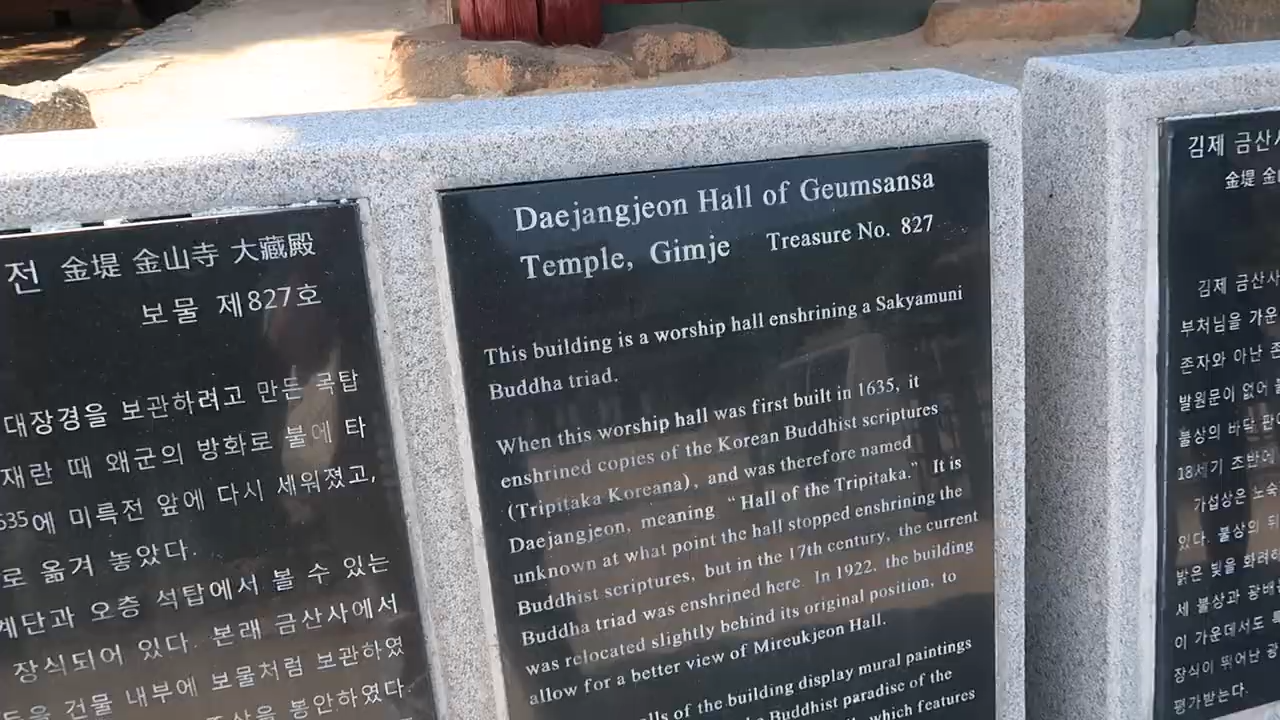 전 金堤 金山寺 大藏殿
보물 제827호
대장경을 보관하려고 만든 목탑
재란 때 왜군의 방화로 불에 타
635에 미륵전 앞에 다시 세워졌고,
로 옮겨 놓았다.
계단과 오층 석탑에서 볼 수 있는
장식되어 있다. 본래 금산사에서
등을 건물 내부에 보물처럼 보관하였
봉안하였다.
Daejangjeon Hall of Geumsansa
Temple, Gimje Treasure No. 827
This building is a worship hall enshrining a Sakyamuni
Buddha triad.
When this worship hall was first built in 1635, it
enshrined copies of the Korean Buddhist scriptures
(Tripitaka Koreana), and was therefore named
Daejangjeon, meaning “Hall of the Tripitaka.” It is
unknown at what point the hall stopped enshrining the
Buddhist scriptures, but in the 17th century, the current
Buddha triad was enshrined here. In 1922, the building
was relocated slightly behind its original position, to
allow for a better view of Mireukjeon Hall.
of the building display mural paintings
Buddhist paradise of the
which features
김제 금산사
金堤 金
김제 금산사
부처님을 가운
존자와 아난 존
발원문이 없어
불상의 바닥
18세기 초반에
가섭상은 노숙
있다. 불상의 뒤
밝은 빛을 화려
세 불상과 광배
이 가운데서도
장식이 뛰어난 광
평가받는다.